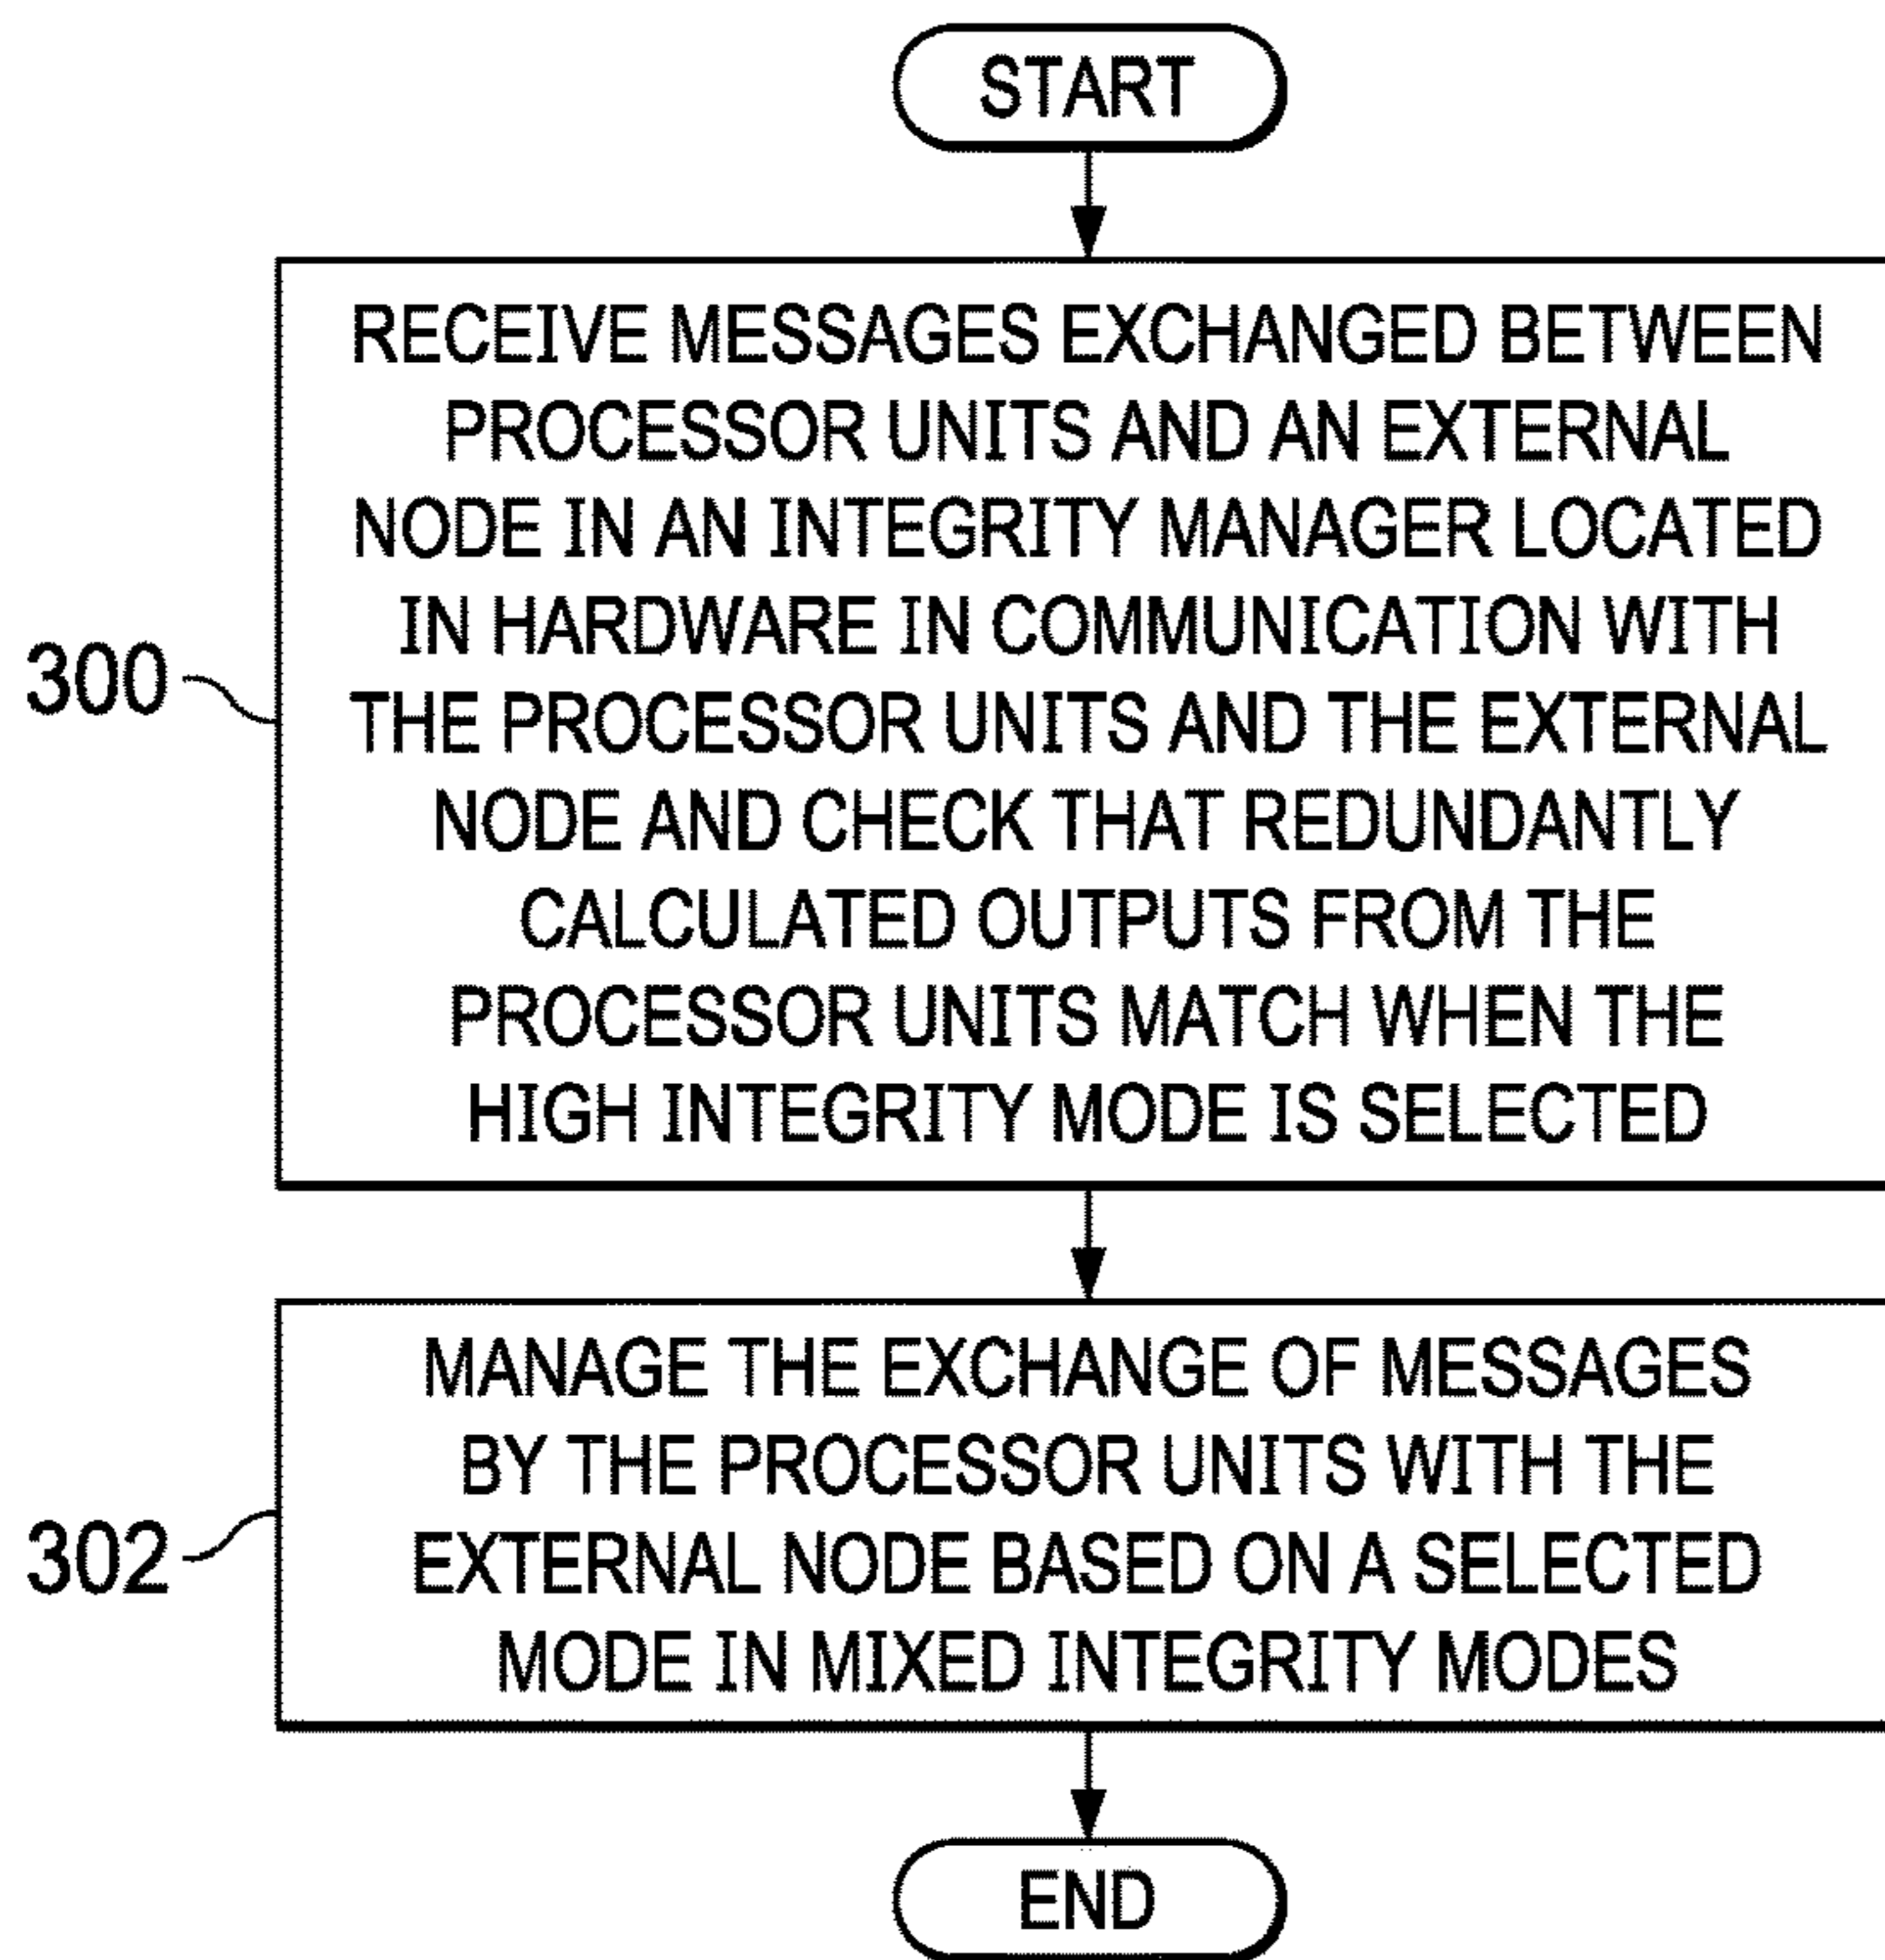 START
RECEIVE MESSAGES EXCHANGED BETWEEN
PROCESSOR UNITS AND AN EXTERNAL
NODE IN AN INTEGRITY MANAGER LOCATED
IN HARDWARE IN COMMUNICATION WITH
THE PROCESSOR UNITS AND THE EXTERNAL
NODE AND CHECK THAT REDUNDANTLY
CALCULATED OUTPUTS FROM THE
PROCESSOR UNITS MATCH WHEN THE
HIGH INTEGRITY MODE IS SELECTED
300
MANAGE THE EXCHANGE OF MESSAGES
BY THE PROCESSOR UNITS WITH THE
EXTERNAL NODE BASED ON A SELECTED
MODE IN MIXED INTEGRITY MODES
302
END